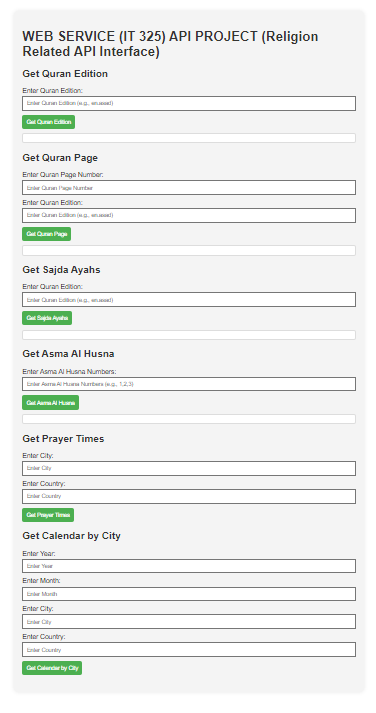 WEB SERVICE (IT 325) API PROJECT (Religion
Related API Interface)
Get Quran Edition
Enter Quran Edition:
Enter Quran Edition (e.g., en.asad)
Get Quran Edition
Get Quran Page
Enter Quran Page Number:
Enter Quran Page Number
Enter Quran Edition:
Enter Quran Edition (e.g., en.asad)
Get Quran Page
Get Sajda Ayahs
Enter Quran Edition:
Enter Quran Edition (e.g., en.asad)
Get Sajda Ayahs
Get Asma Al Husna
Enter Asma Al Husna Numbers:
Enter Asma Al Husna Numbers (e.g., 1,2,3)
Get Asma Al Husna
Get Prayer Times
Enter City:
Enter City
Enter Country:
Enter Country
Get Prayer Times
Get Calendar by City
Enter Year:
Enter Year
Enter Month:
Enter Month
Enter City:
Enter City
Enter Country:
Enter Country
Get Calendar by City